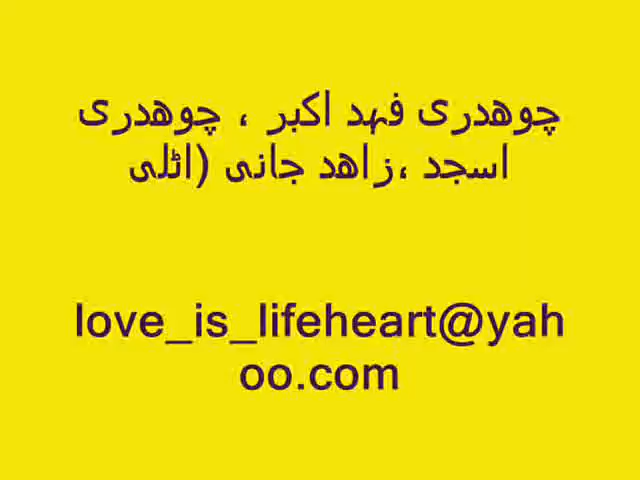 چوھدری فہد اکبر ، چوھدری
اسجد ،زاھد جانی (اٹلی
love_is_lifeheart@yah
oo.com